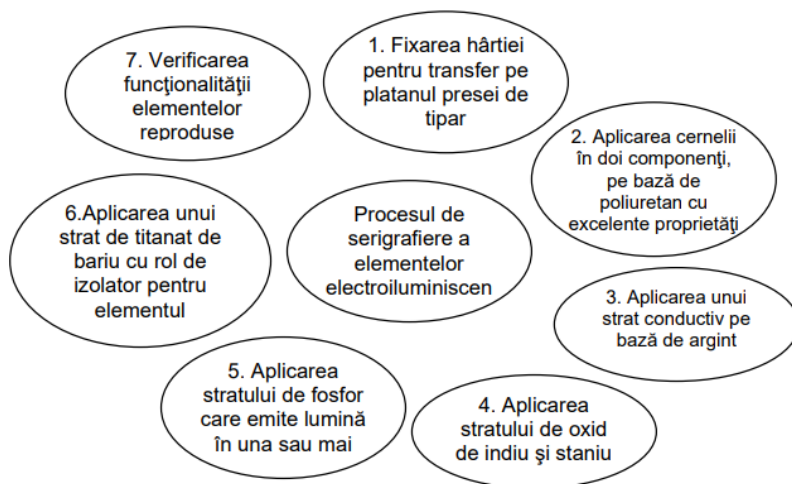 1. Fixarea hârtiei
pentru transfer pe
platanul presei de
tipar
2. Aplicarea cernelii
în doi componenţi,
pe bază de
poliuretan cu
excelente proprietăţi
3. Aplicarea unui
strat conductiv pe
bază de argint
4. Aplicarea
stratului de oxid
de indiu şi staniu
5. Aplicarea
stratului de fosfor
care emite lumină
în una sau mai
6.Aplicarea unui
strat de titanat de
bariu cu rol de
izolator pentru
elementul
7. Verificarea
funcţionalităţii
elementelor
reproduse
Procesul de
serigrafiere a
elementelor
electroiluminiscen